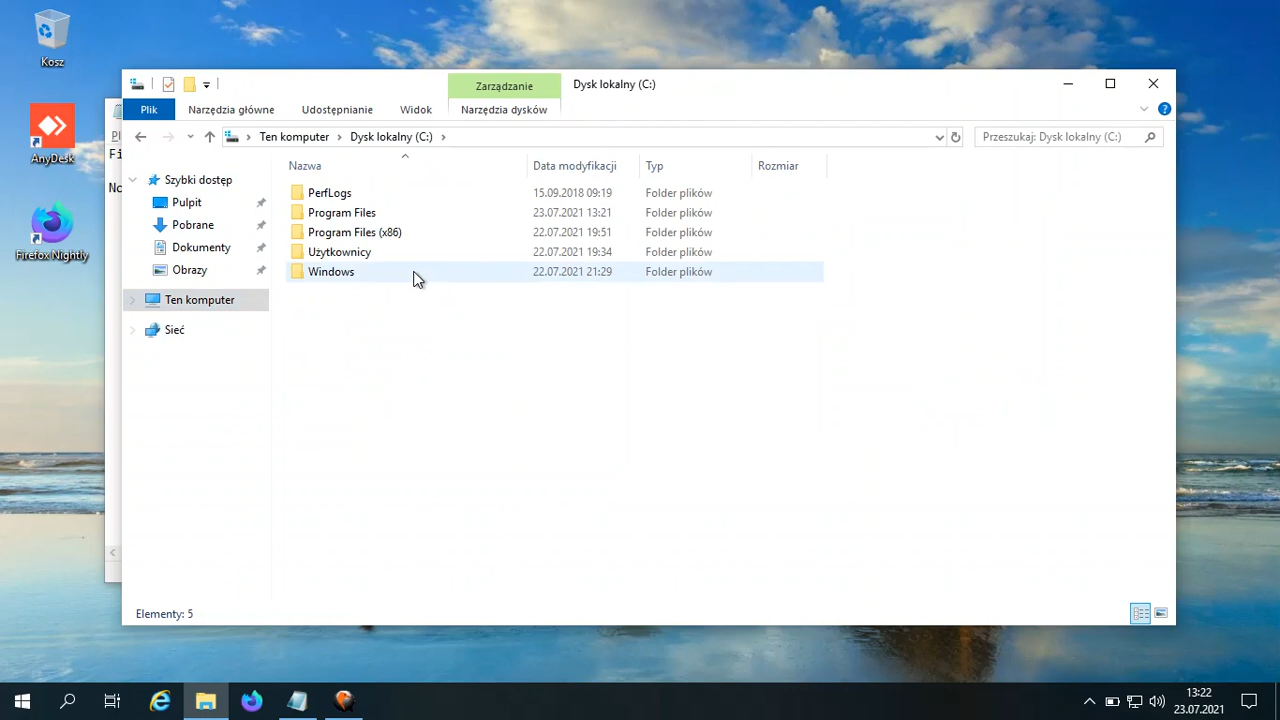 Kosz
AnyDesk
Firefox Nightly
Zarządzanie
Dysk lokalny (C:)
Plik
Narzędzia główne
Udostępnianie
Widok
Narzędzia dysków
Ten komputer
Dysk lokalny (C:)
Przeszukaj: Dysk lokalny (C:)
Nazwa
Data modyfikacji
Typ
Rozmiar
Szybki dostęp
Pulpit
Pobrane
Dokumenty
Obrazy
Ten komputer
Sieć
PerfLogs 15.09.2018 09:19 Folder plików
Program Files 23.07.2021 13:21 Folder plików
Program Files (x86) 22.07.2021 19:51 Folder plików
Użytkownicy 22.07.2021 19:34 Folder plików
Windows 22.07.2021 21:29 Folder plików
Elementy: 5
13:22
23.07.2021